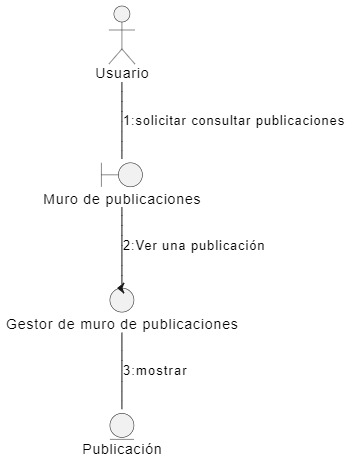 Usuario
1:solicitar consultar publicaciones
Muro de publicaciones
2:Ver una publicación
Gestor de muro de publicaciones
3:mostrar
Publicación